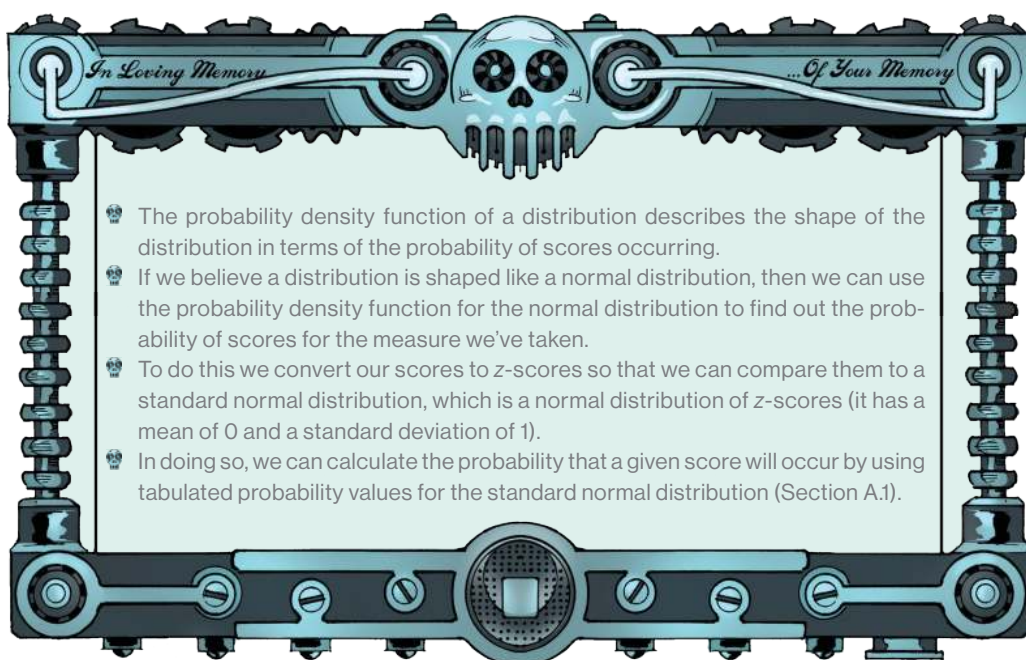 In Loving Memory
...Of Your Memory
The probability density function of a distribution describes the shape of the
distribution in terms of the probability of scores occurring.
If we believe a distribution is shaped like a normal distribution, then we can use
the probability density function for the normal distribution to find out the prob-
ability of scores for the measure we’ve taken.
To do this we convert our scores to z-scores so that we can compare them to a
standard normal distribution, which is a normal distribution of z-scores (it has a
mean of 0 and a standard deviation of 1).
In doing so, we can calculate the probability that a given score will occur by using
tabulated probability values for the standard normal distribution (Section A.1).